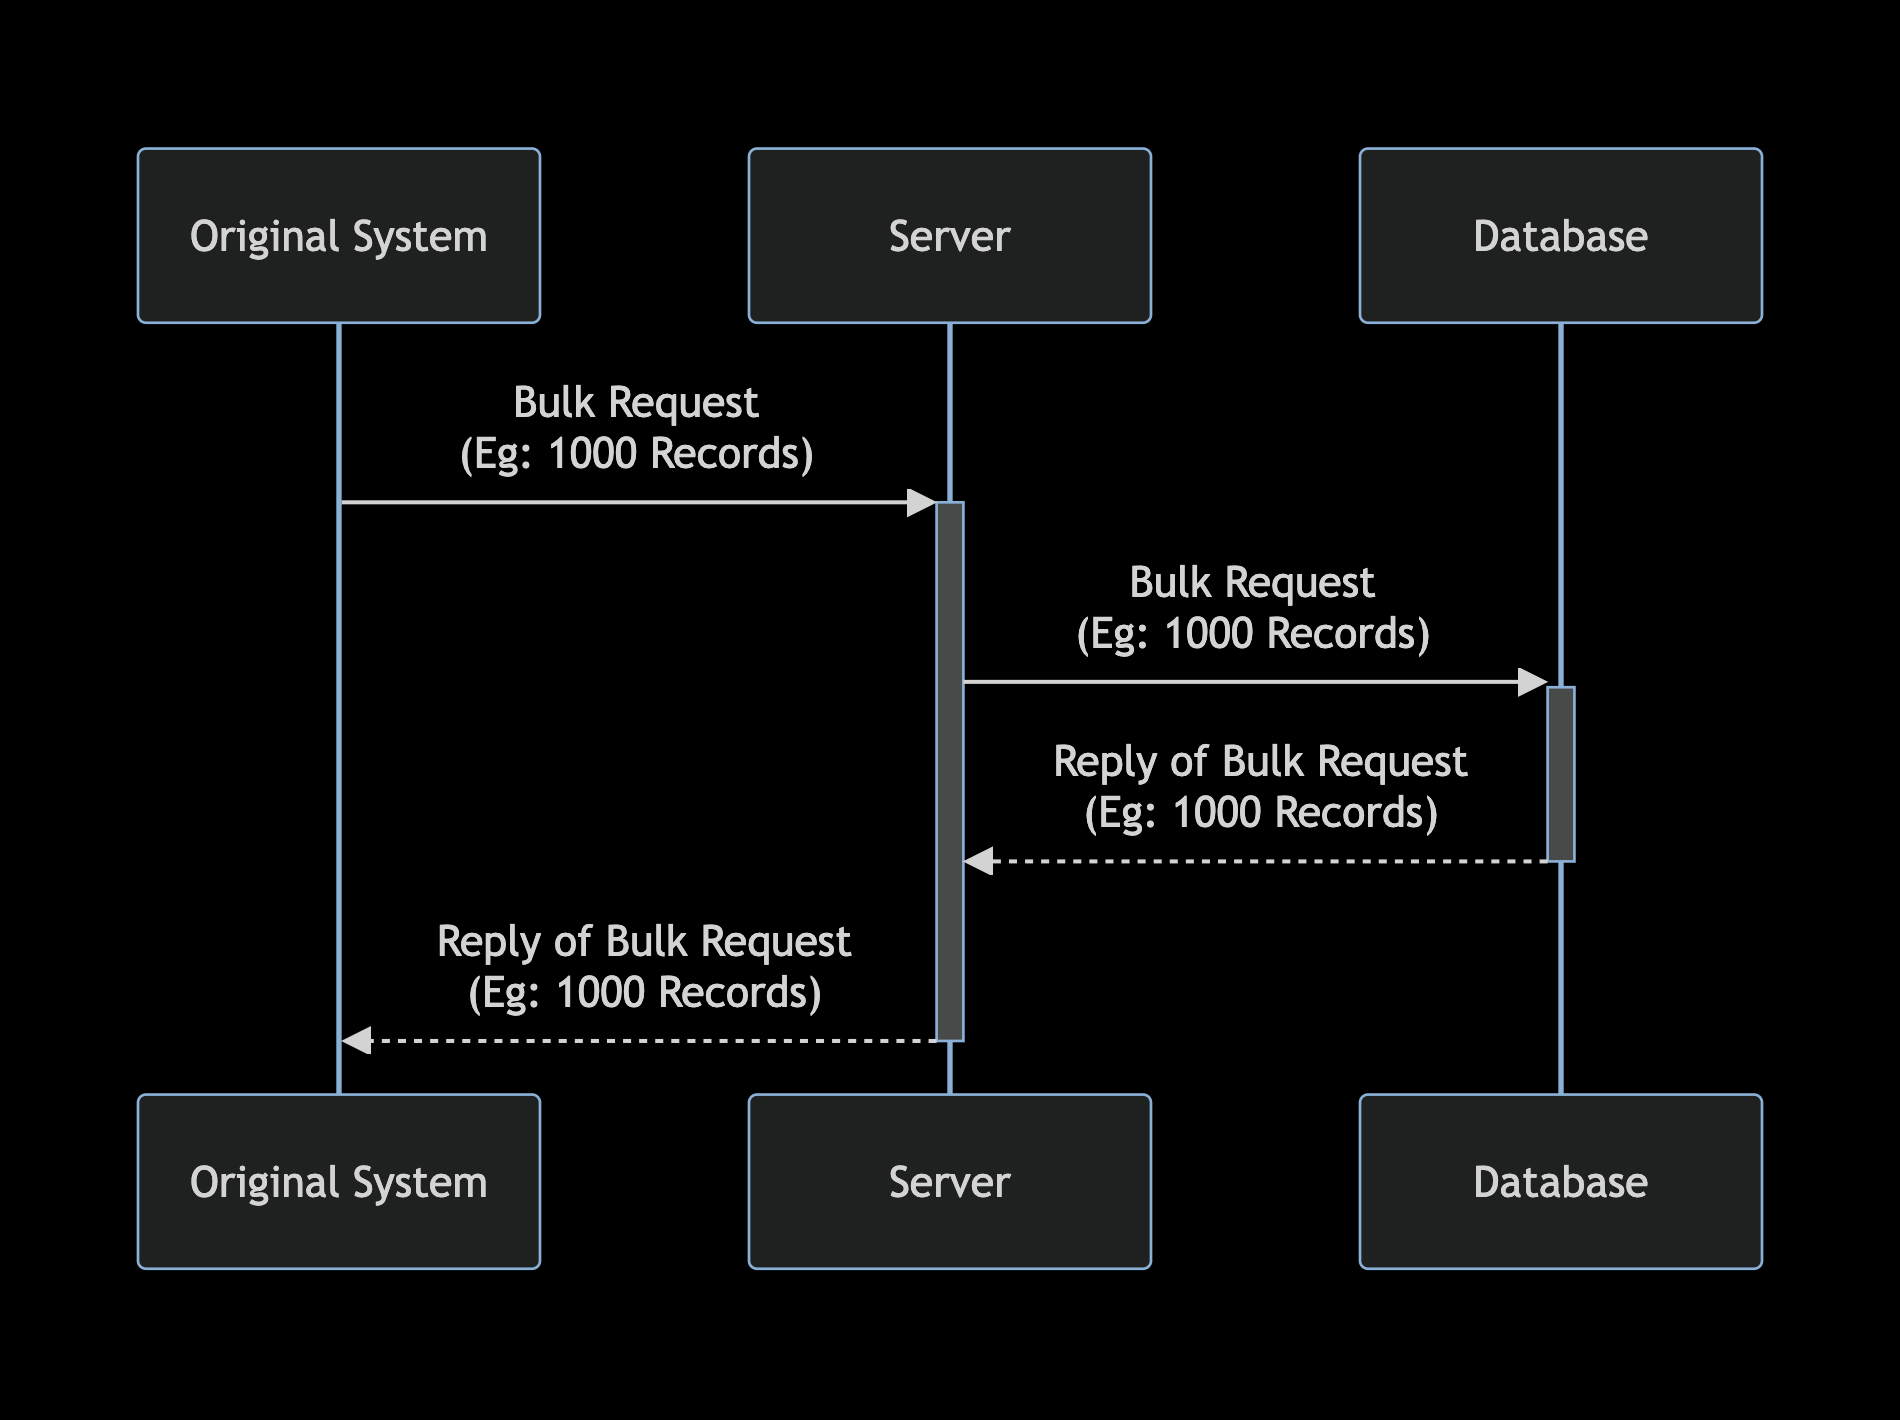 Original System
Server
Database
Bulk Request
(Eg: 1000 Records)
Bulk Request
(Eg: 1000 Records)
Reply of Bulk Request
(Eg: 1000 Records)
Reply of Bulk Request
(Eg: 1000 Records)
Original System
Server
Database